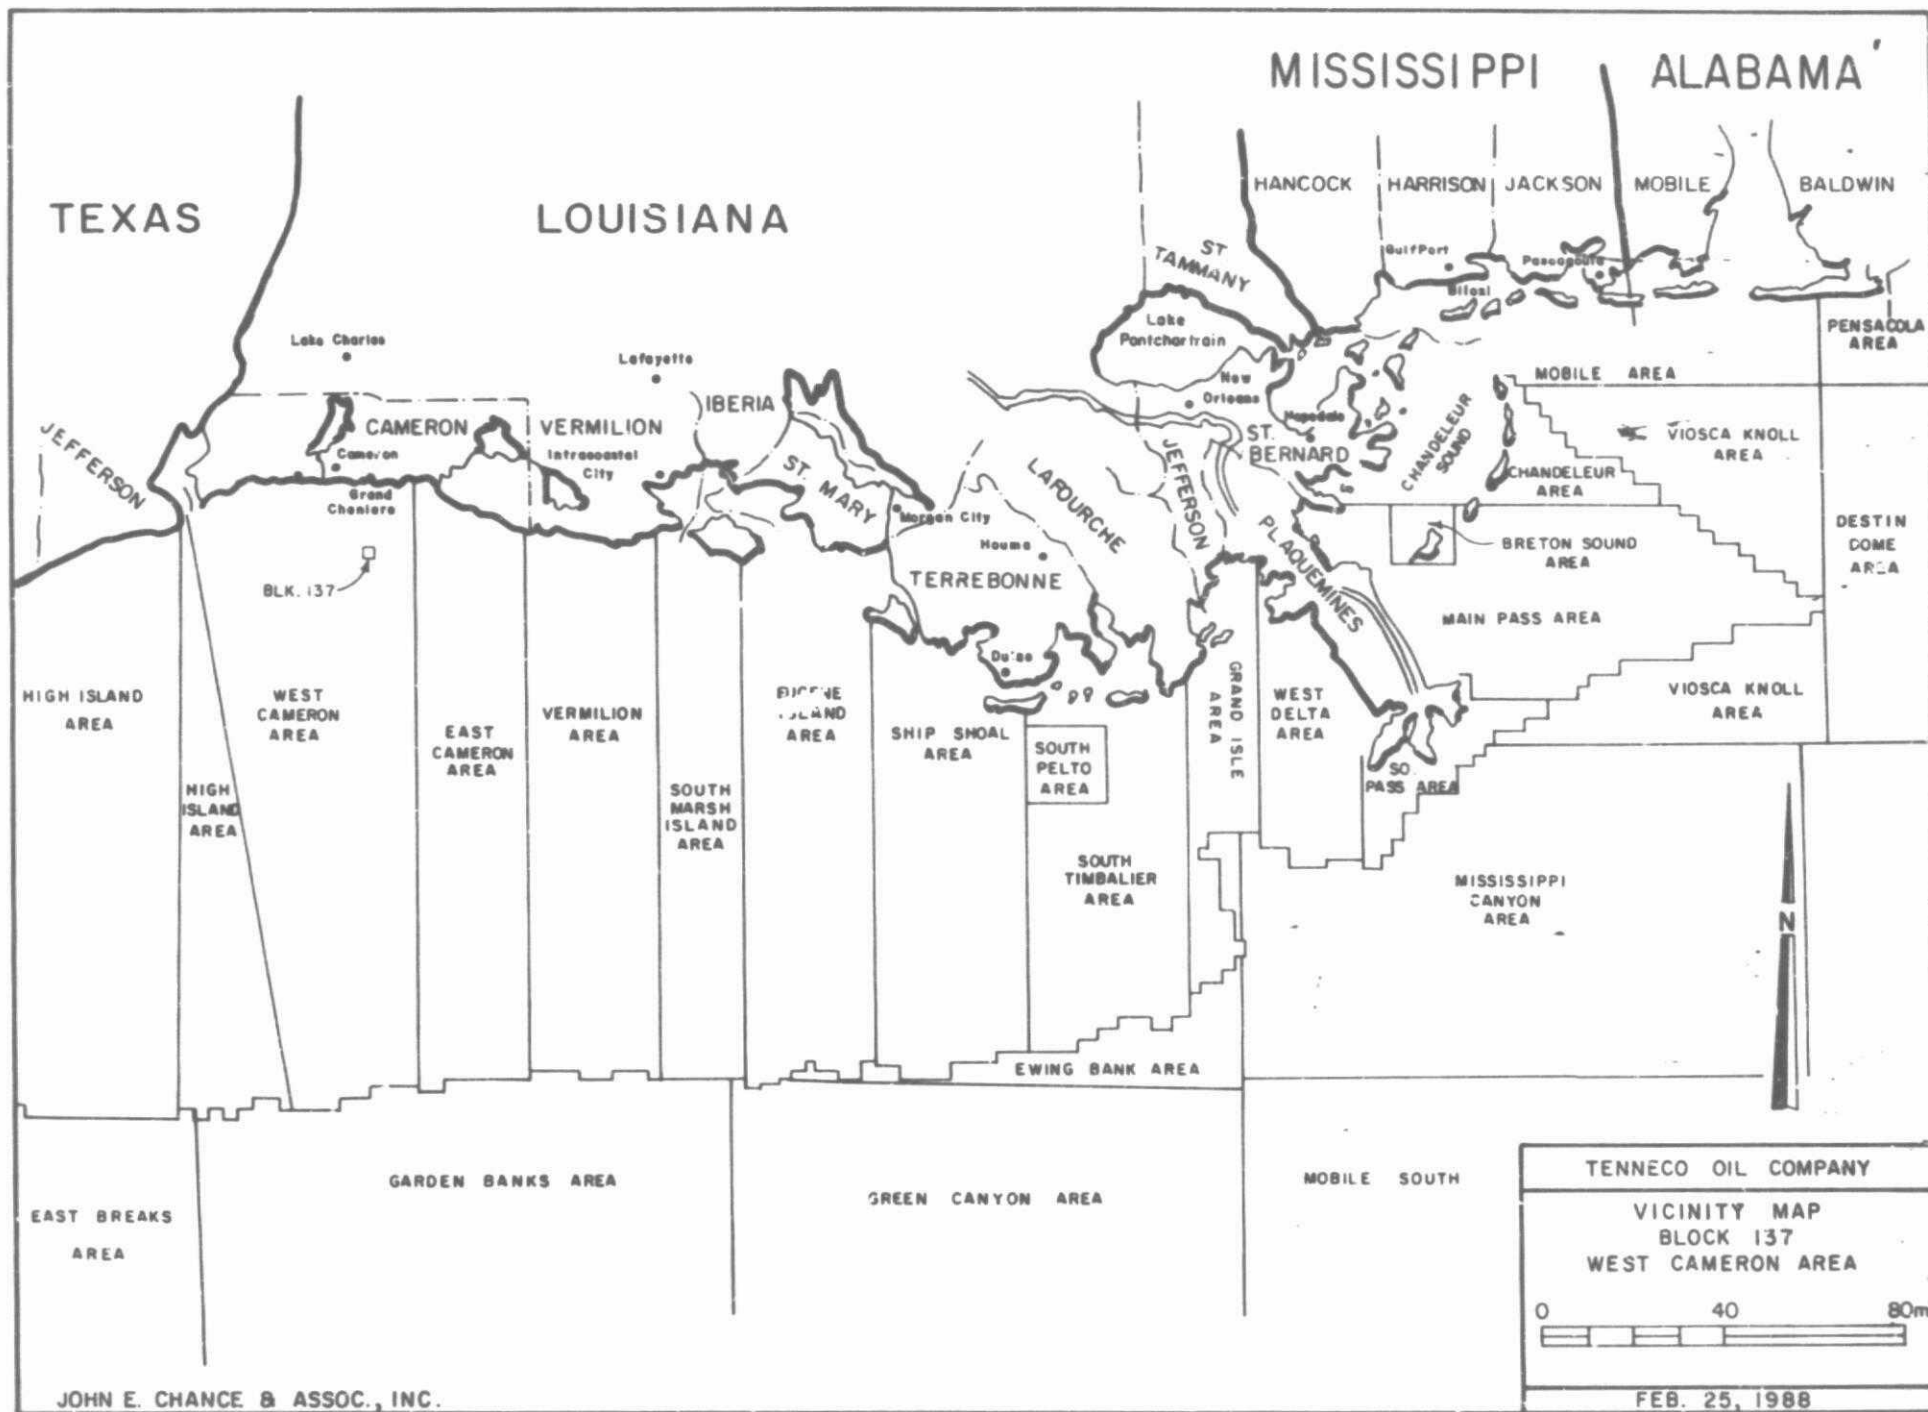 MISSISSIPPI
ALABAMA
TEXAS
LOUISIANA
HANCOCK
HARRISON
JACKSON
MOBILE
BALDWIN
ST
TAMMANY
GulfPort
Pascagoula
Biloxi
Lake
Pontchartrain
New
Orleans
Hopedale
Lake Charles
Lafayette
PENSACOLA
AREA
MOBILE AREA
JEFFERSON
CAMERON
Cameron
Grand
Cheniere
VERMILION
Intracoastal
City
IBERIA
ST.
MARY
Morgan City
Houma
LAFOURCHE
JEFFERSON
ST.
BERNARD
CHANDELEUR
SOUND
VIOSCA KNOLL
AREA
CHANDELEUR
AREA
DESTIN
DOME
AREA
BRETON SOUND
AREA
PLAQUEMINES
TERREBONNE
BLK. 137
MAIN PASS AREA
HIGH ISLAND
AREA
WEST
CAMERON
AREA
EAST
CAMERON
AREA
VERMILION
AREA
EUGENE
ISLAND
AREA
SHIP SHOAL
AREA
SOUTH
PELTO
AREA
GRAND ISLE
AREA
WEST
DELTA
AREA
VIOSCA KNOLL
AREA
SO.
PASS AREA
HIGH
ISLAND
AREA
SOUTH
MARSH
ISLAND
AREA
SOUTH
TIMBALIER
AREA
MISSISSIPPI
CANYON
AREA
N
EWING BANK AREA
GARDEN BANKS AREA
GREEN CANYON AREA
MOBILE SOUTH
EAST BREAKS
AREA
TENNECO OIL COMPANY
VICINITY MAP
BLOCK 137
WEST CAMERON AREA
0 40 80m
FEB. 25, 1988
JOHN E. CHANCE & ASSOC., INC.